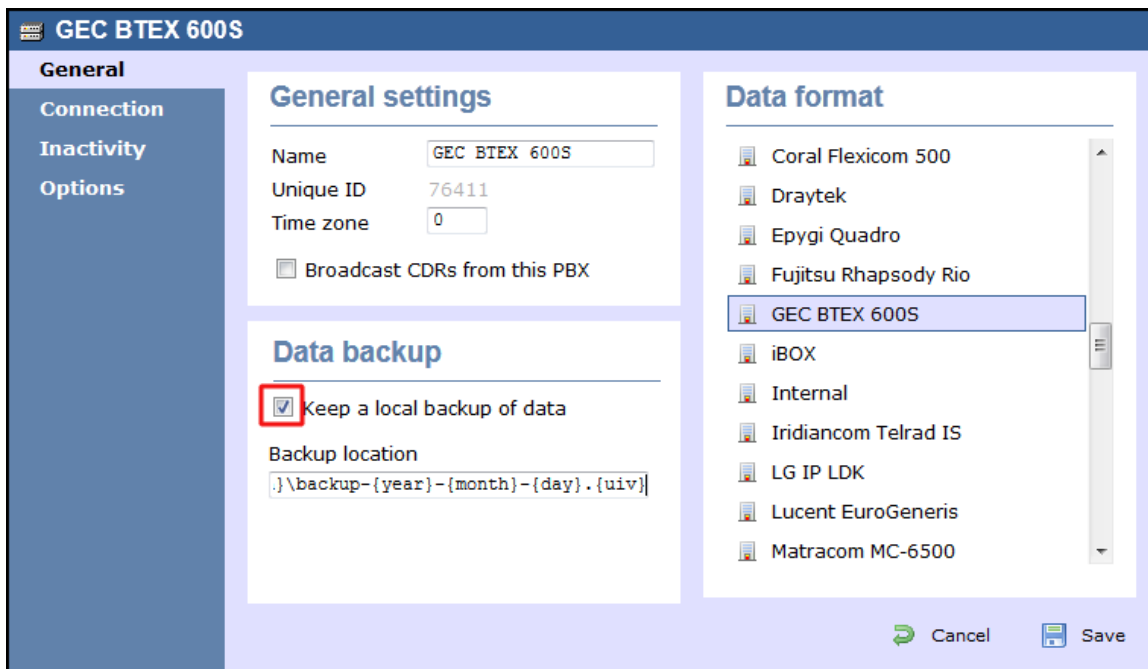 GEC BTEX 600S
General
Connection
Inactivity
Options
General settings
Name GEC BTEX 600S
Unique ID 76411
Time zone 0
Broadcast CDRs from this PBX
Data backup
Keep a local backup of data
Backup location
.}\backup-{year}-{month}-{day}.{uiv}
Data format
Coral Flexicom 500
Draytek
Epygi Quadro
Fujitsu Rhapsody Rio
GEC BTEX 600S
iBOX
Internal
Iridiancom Telrad IS
LG IP LDK
Lucent EuroGeneris
Matracom MC-6500
Cancel Save